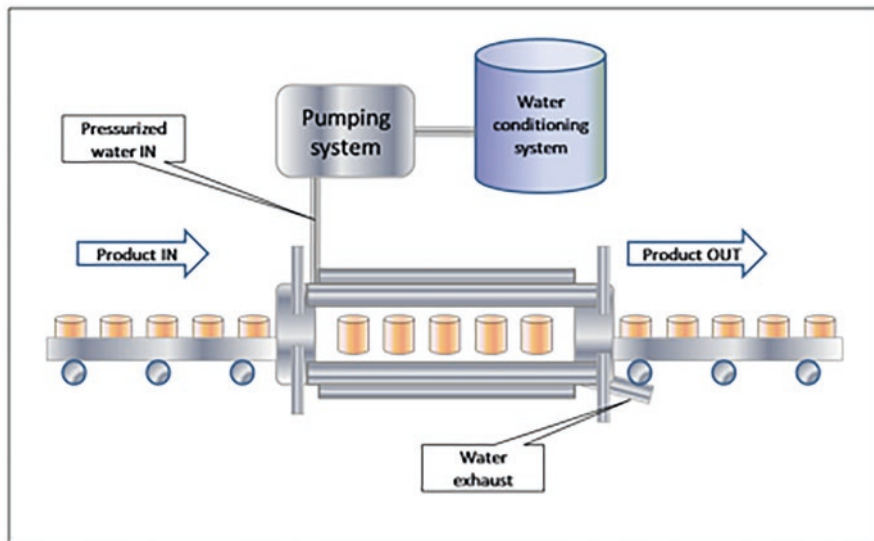 Pumping
system
Water
conditioning
system
Pressurized
water IN
Product IN
Product OUT
Water
exhaust